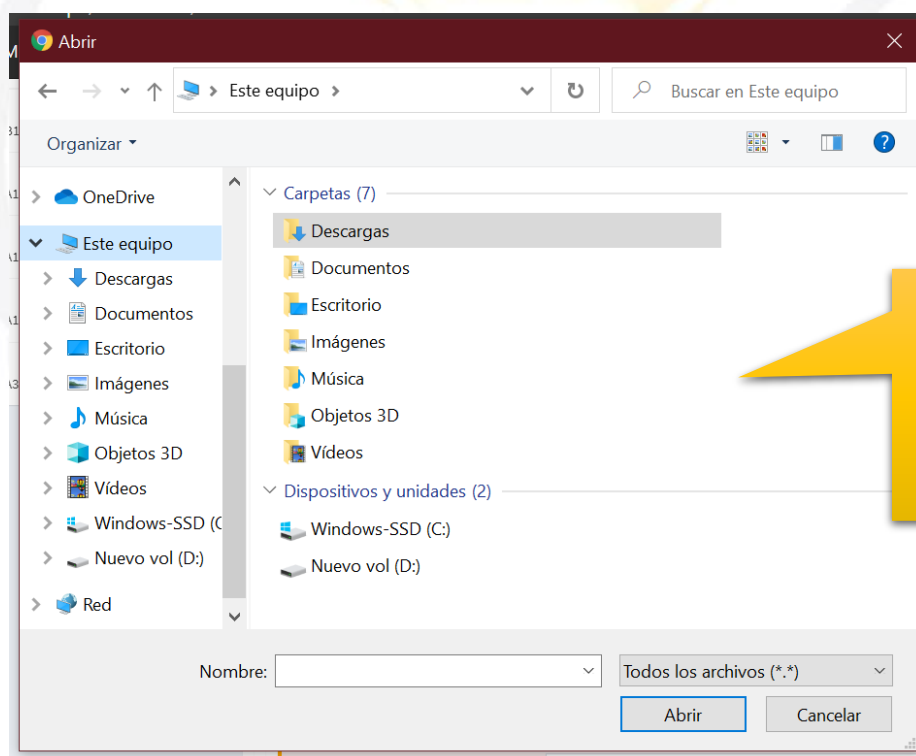 Abrir
Este equipo
Buscar en Este equipo
Organizar
OneDrive
Este equipo
Descargas
Documentos
Escritorio
Imágenes
Música
Objetos 3D
Vídeos
Windows-SSD (C
Nuevo vol (D:)
Red
Carpetas (7)
Descargas
Documentos
Escritorio
Imágenes
Música
Objetos 3D
Vídeos
Dispositivos y unidades (2)
Windows-SSD (C:)
Nuevo vol (D:)
Nombre:
Todos los archivos (*.*)
Abrir
Cancelar